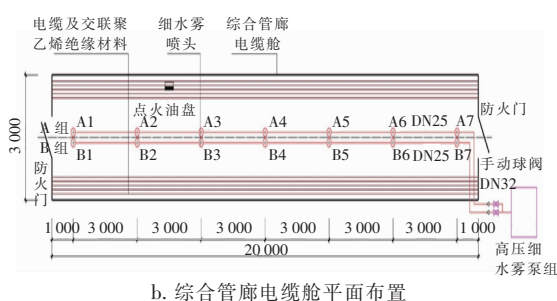 电缆及交联聚 细水雾 综合管廊
乙烯绝缘材料 喷头 电缆舱
点火油盘 防火门
A组 A1 A2 A3 A4 A5 A6 DN25 A7
B组 B1 B2 B3 B4 B5 B6 DN25 B7
3 000
防火门
手动球阀
DN32
1 000 3 000 3 000 3 000 3 000 3 000 3 000 1 000
20 000
高压细
水雾泵组
b. 综合管廊电缆舱平面布置